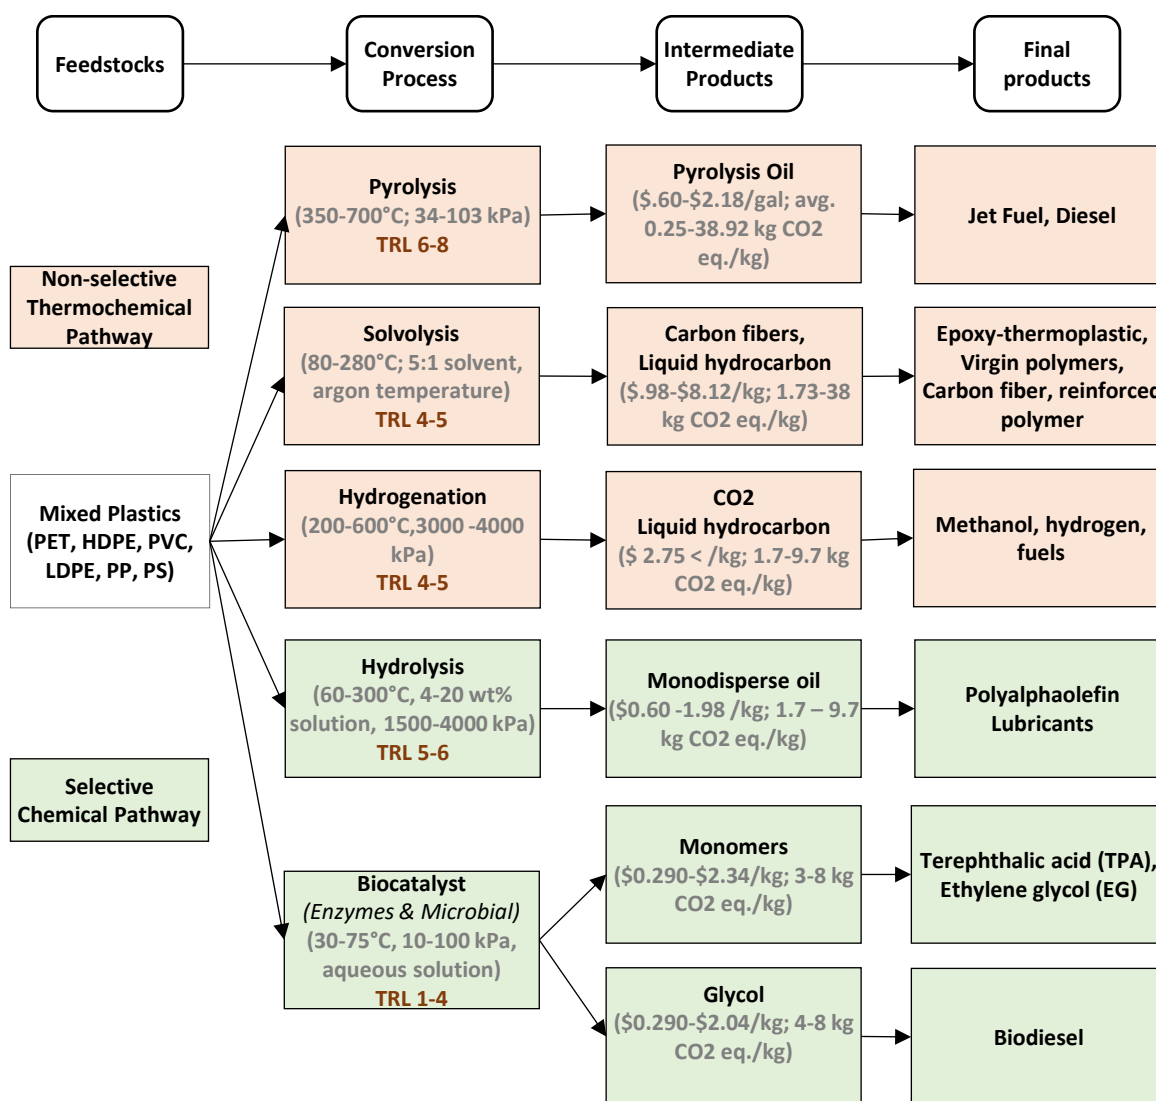 Feedstocks
Conversion
Process
Intermediate
Products
Final
products
Non-selective
Thermochemical
Pathway
Mixed Plastics
(PET, HDPE, PVC,
LDPE, PP, PS)
Selective
Chemical Pathway
Pyrolysis
(350-700°C; 34-103 kPa)
TRL 6-8
Pyrolysis Oil
($.60-$2.18/gal; avg.
0.25-38.92 kg CO2
eq./kg)
Jet Fuel, Diesel
Solvolysis
(80-280°C; 5:1 solvent,
argon temperature)
TRL 4-5
Carbon fibers,
Liquid hydrocarbon
($.98-$8.12/kg; 1.73-38
kg CO2 eq./kg)
Epoxy-thermoplastic,
Virgin polymers,
Carbon fiber, reinforced
polymer
Hydrogenation
(200-600°C,3000 -4000
kPa)
TRL 4-5
CO2
Liquid hydrocarbon
($ 2.75 < /kg; 1.7-9.7 kg
CO2 eq./kg)
Methanol, hydrogen,
fuels
Hydrolysis
(60-300°C, 4-20 wt%
solution, 1500-4000 kPa)
TRL 5-6
Monodisperse oil
($0.60 -1.98 /kg; 1.7 – 9.7
kg CO2 eq./kg)
Polyalphaolefin
Lubricants
Biocatalyst
(Enzymes & Microbial)
(30-75°C, 10-100 kPa,
aqueous solution)
TRL 1-4
Monomers
($0.290-$2.34/kg; 3-8 kg
CO2 eq./kg)
Terephthalic acid (TPA),
Ethylene glycol (EG)
Glycol
($0.290-$2.04/kg; 4-8 kg
CO2 eq./kg)
Biodiesel